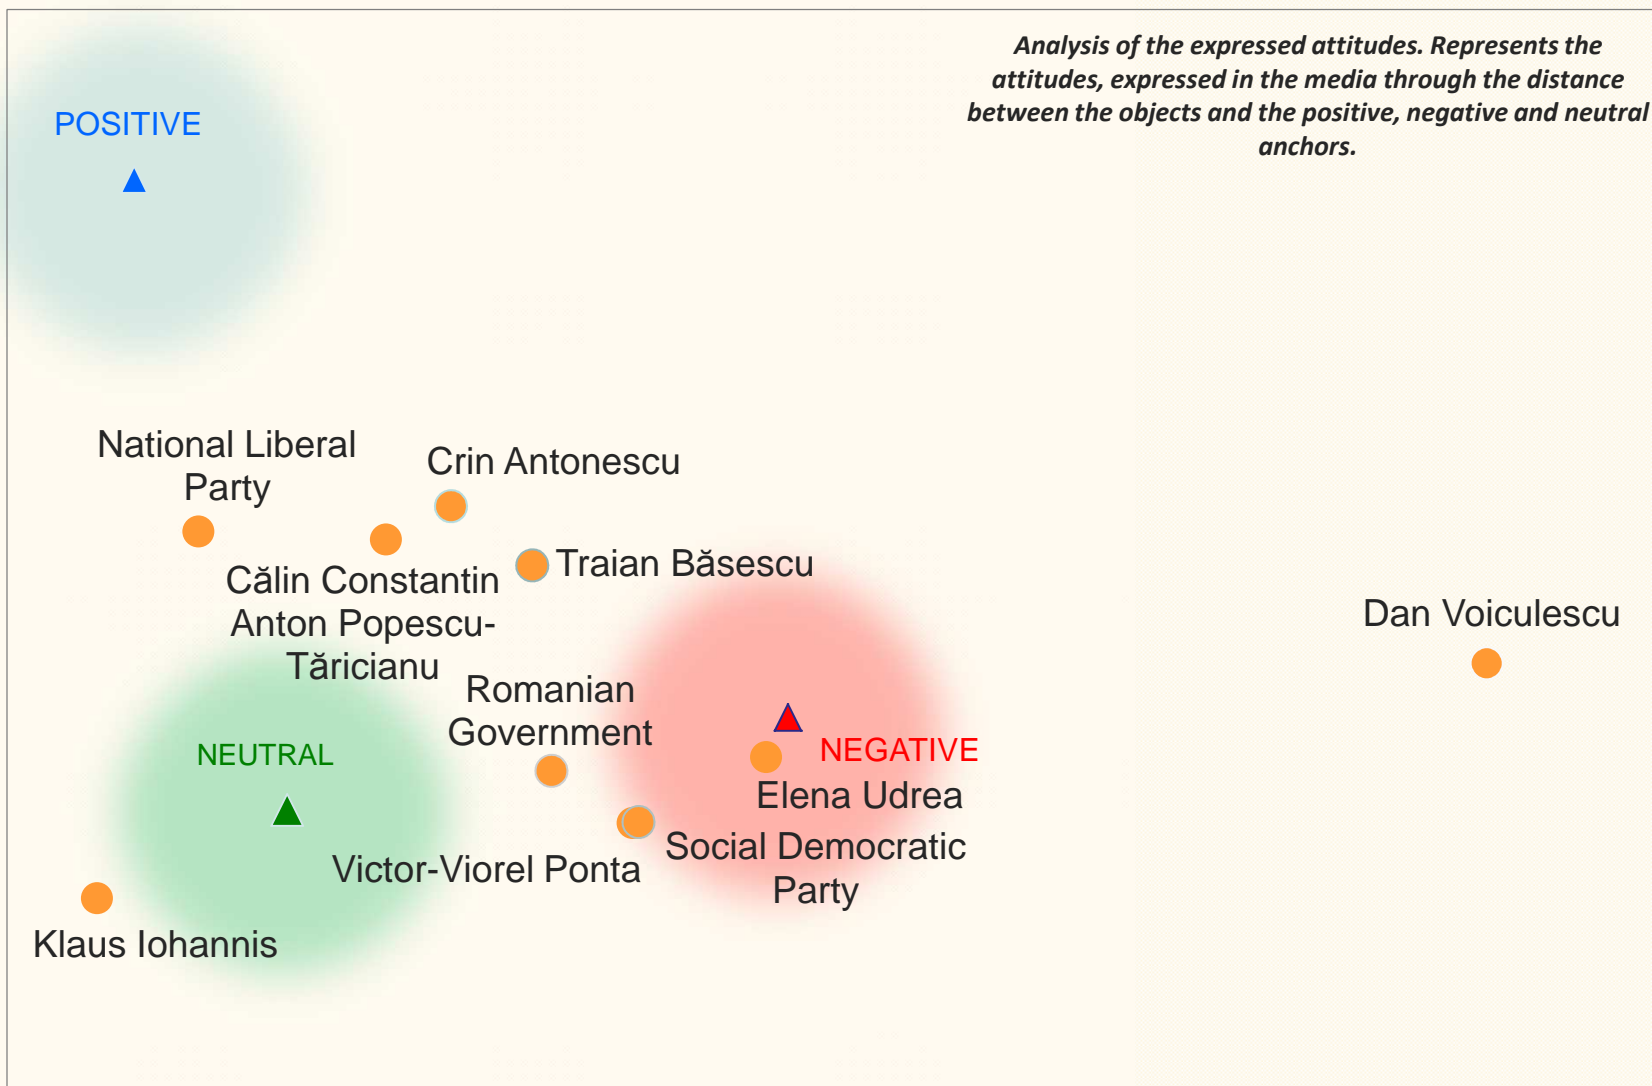 Analysis of the expressed attitudes. Represents the
attitudes, expressed in the media through the distance
between the objects and the positive, negative and neutral
anchors.
POSITIVE
National Liberal
Party
Crin Antonescu
Traian Băsescu
Călin Constantin
Anton Popescu-
Tăricianu
Dan Voiculescu
Romanian
Government
NEUTRAL
NEGATIVE
Elena Udrea
Social Democratic
Party
Victor-Viorel Ponta
Klaus Iohannis